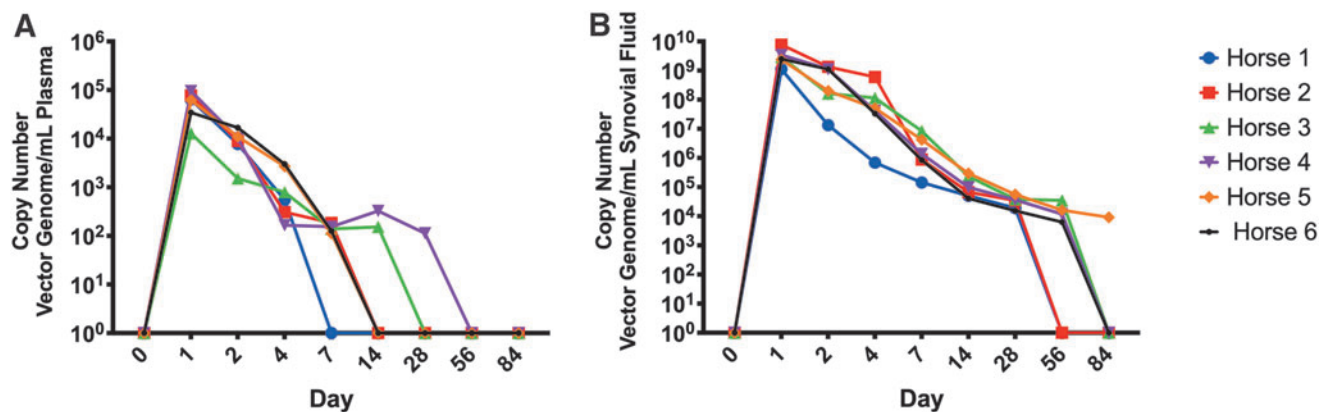 A
Copy Number
Vector Genome/mL Plasma
10^6
10^5
10^4
10^3
10^2
10^1
10^0
0 1 2 4 7 14 28 56 84
Day
B
Copy Number
Vector Genome/mL Synovial Fluid
10^10
10^9
10^8
10^7
10^6
10^5
10^4
10^3
10^2
10^1
10^0
0 1 2 4 7 14 28 56 84
Day
Horse 1
Horse 2
Horse 3
Horse 4
Horse 5
Horse 6